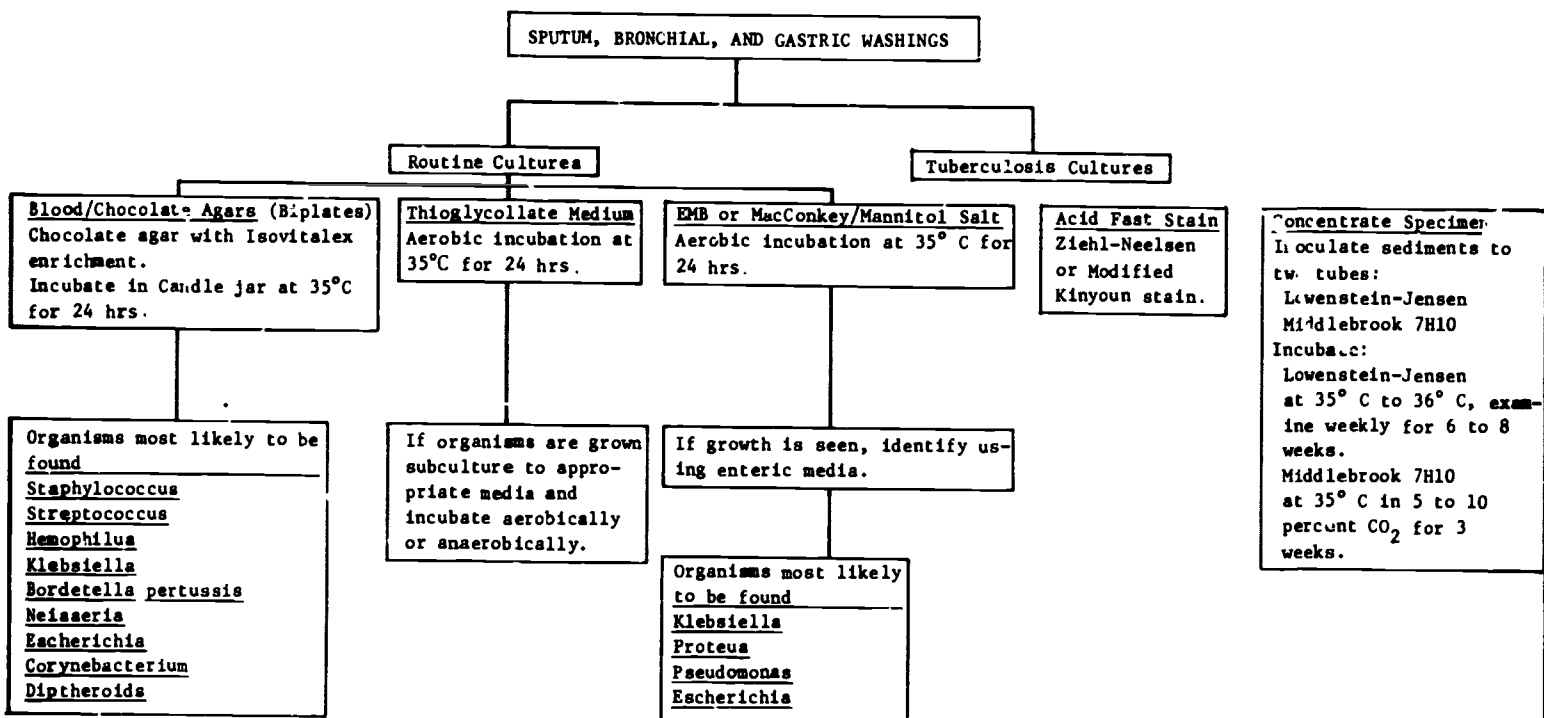 SPUTUM, BRONCHIAL, AND GASTRIC WASHINGS
Routine Cultures
Tuberculosis Cultures
Blood/Chocolate Agars (Biplates)
Chocolate agar with Isovitalex
enrichment.
Incubate in Candle jar at 35°C
for 24 hrs.
Thioglycollate Medium
Aerobic incubation at
35°C for 24 hrs.
EMB or MacConkey/Mannitol Salt
Aerobic incubation at 35° C for
24 hrs.
Acid Fast Stain
Ziehl-Neelsen
or Modified
Kinyoun stain.
Concentrate Specimen
Inoculate sediments to
two tubes:
Lowenstein-Jensen
Middlebrook 7H10
Incubate:
Lowenstein-Jensen
at 35° C to 36° C, exam-
ine weekly for 6 to 8
weeks.
Middlebrook 7H10
at 35° C in 5 to 10
percent CO₂ for 3
weeks.
Organisms most likely to be
found
Staphylococcus
Streptococcus
Hemophilus
Klebsiella
Bordetella pertussis
Neisseria
Escherichia
Corynebacterium
Diptheroids
If organisms are grown
subculture to appro-
priate media and
incubate aerobically
or anaerobically.
If growth is seen, identify us-
ing enteric media.
Organisms most likely
to be found
Klebsiella
Proteus
Pseudomonas
Escherichia